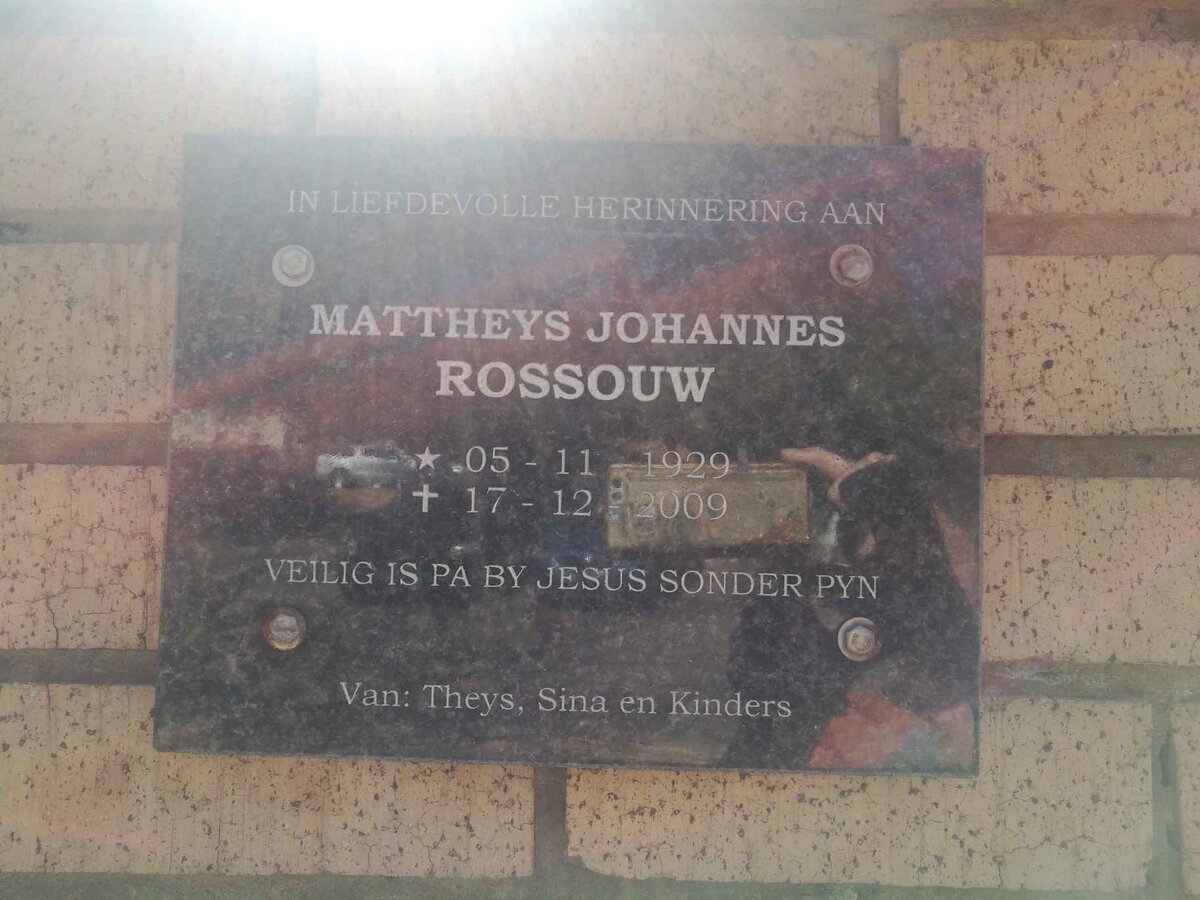 IN LIEFDEVOLLE HERINNERING AAN
MATTHEYS JOHANNES
ROSSOUW
★ 05 - 11 - 1929
✝ 17 - 12 - 2009
VEILIG IS PA BY JESUS SONDER PYN
Van: Theys, Sina en Kinders